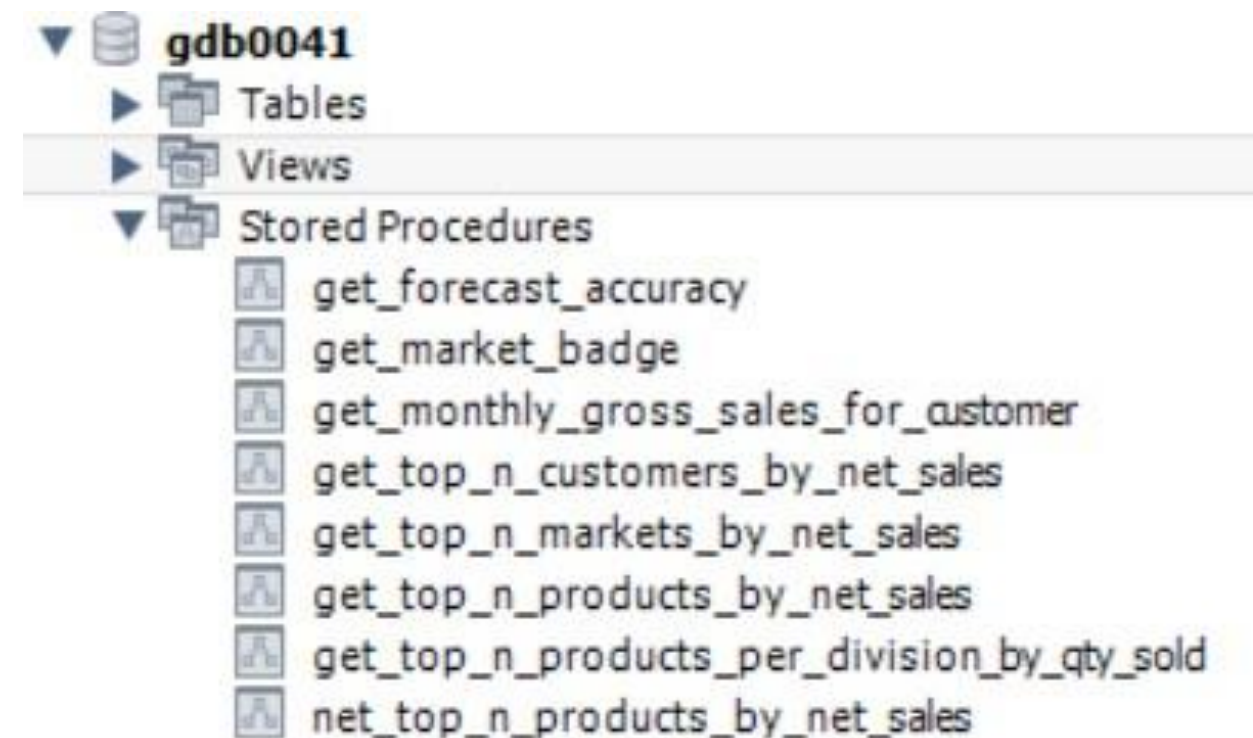 gdb0041
Tables
Views
Stored Procedures
get_forecast_accuracy
get_market_badge
get_monthly_gross_sales_for_customer
get_top_n_customers_by_net_sales
get_top_n_markets_by_net_sales
get_top_n_products_by_net_sales
get_top_n_products_per_division_by_qty_sold
net_top_n_products_by_net_sales